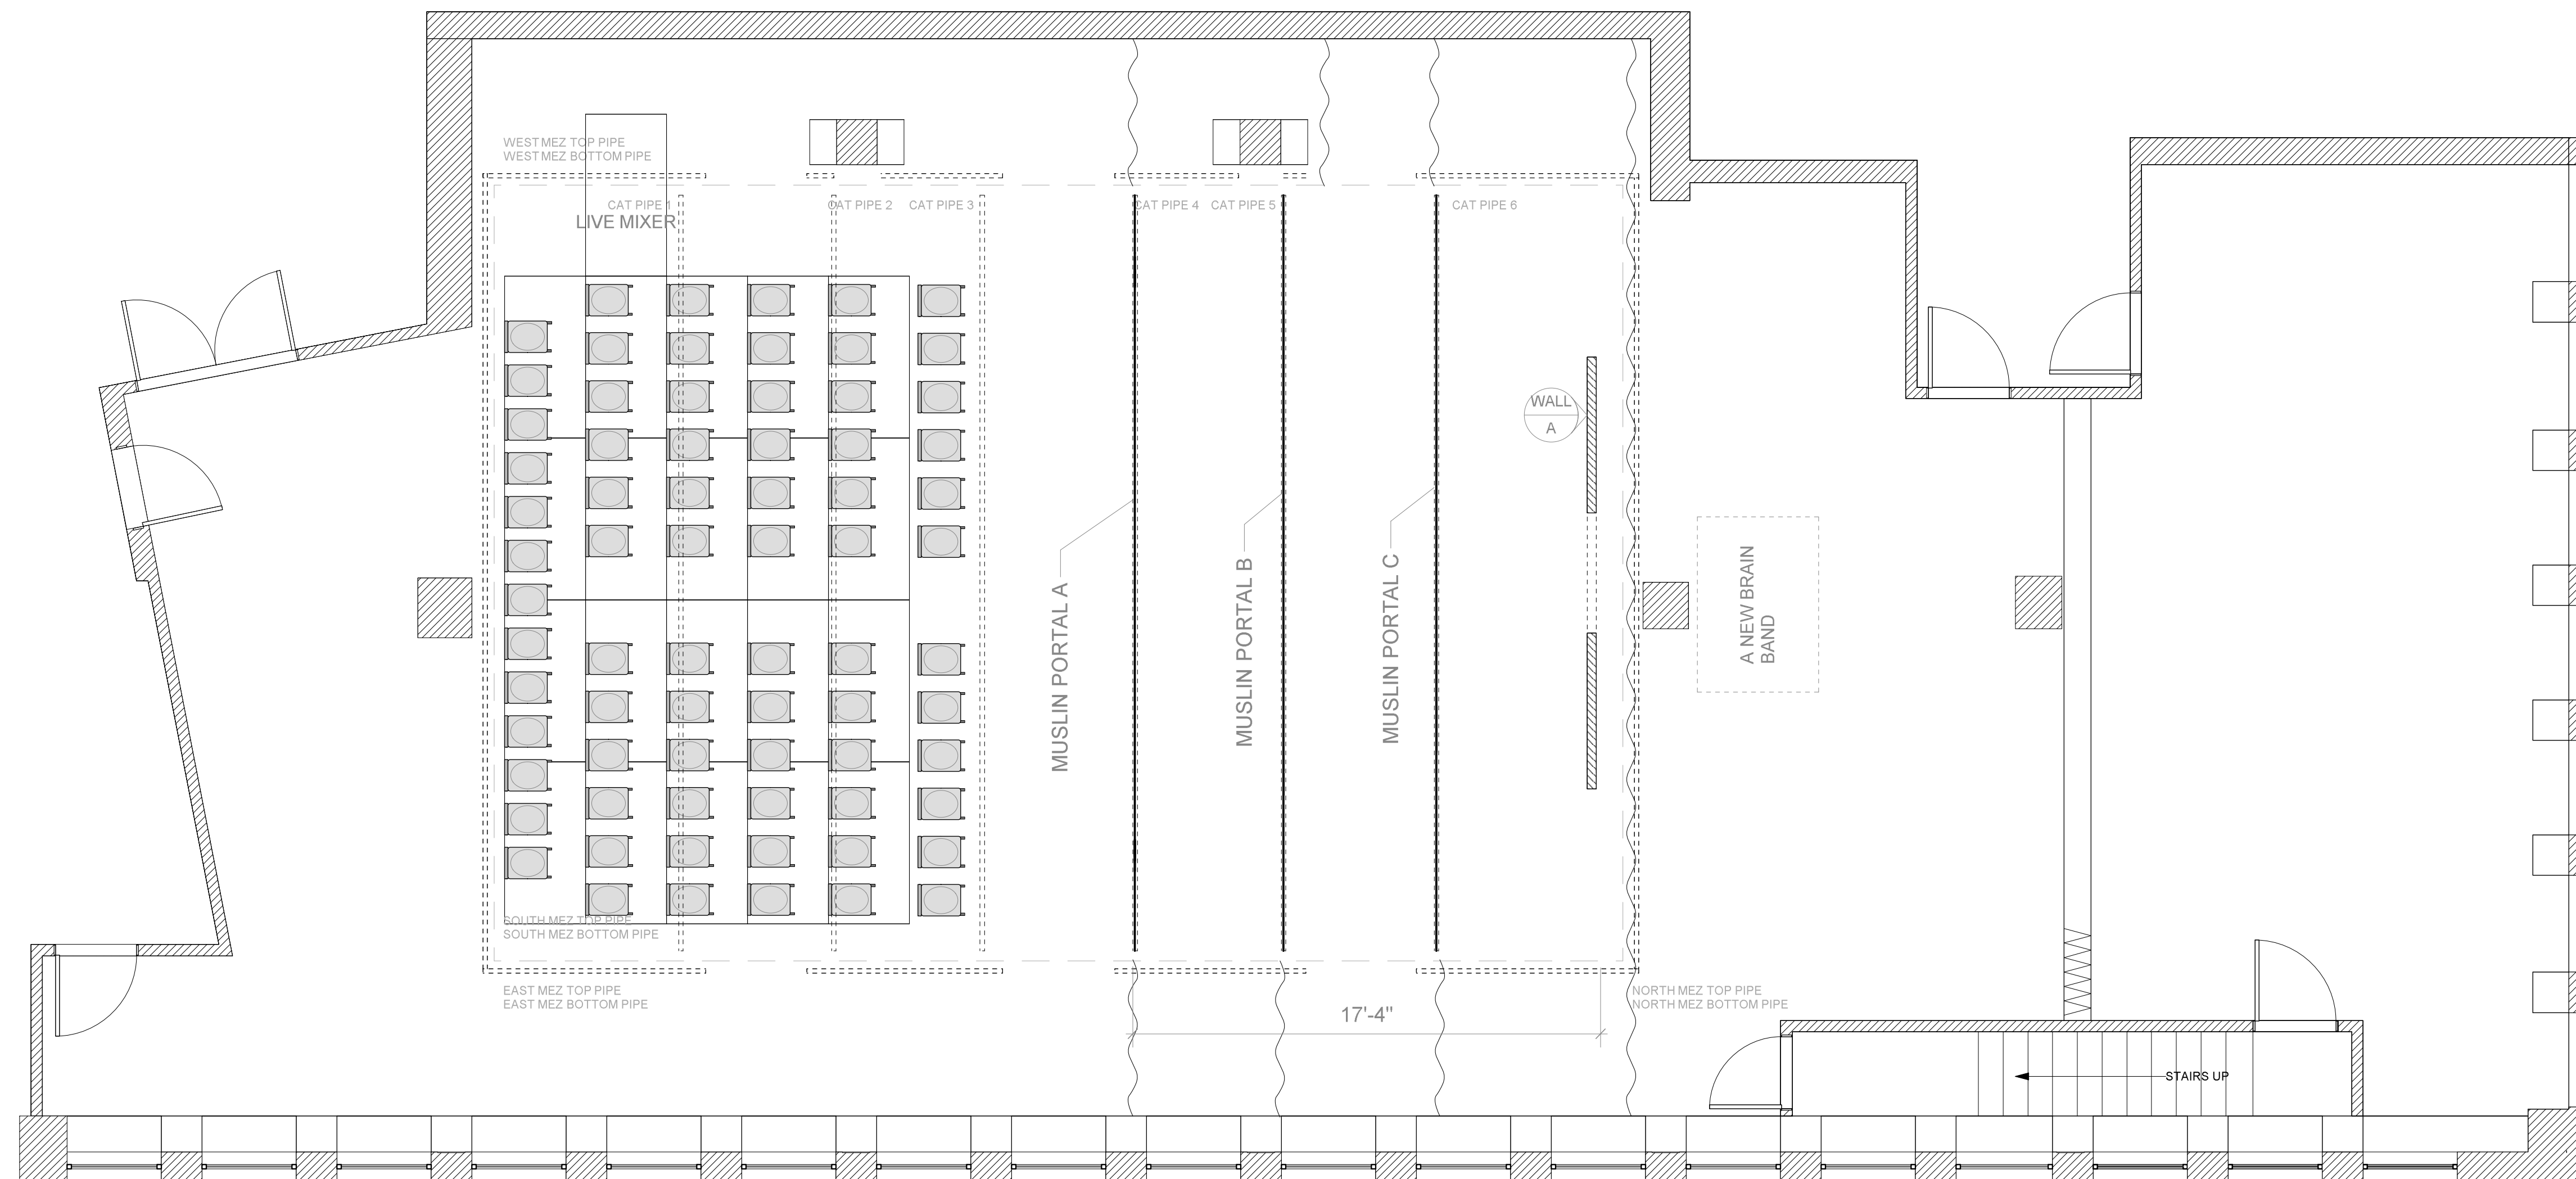 WEST MEZ TOP PIPE
WEST MEZ BOTTOM PIPE
CAT PIPE 1
CAT PIPE 2
CAT PIPE 3
CAT PIPE 4
CAT PIPE 5
CAT PIPE 6
LIVE MIXER
WALL
A
MUSLIN PORTAL A
MUSLIN PORTAL B
MUSLIN PORTAL C
A NEW BRAIN
BAND
SOUTH MEZ TOP PIPE
SOUTH MEZ BOTTOM PIPE
EAST MEZ TOP PIPE
EAST MEZ BOTTOM PIPE
NORTH MEZ TOP PIPE
NORTH MEZ BOTTOM PIPE
17'-4"
STAIRS UP